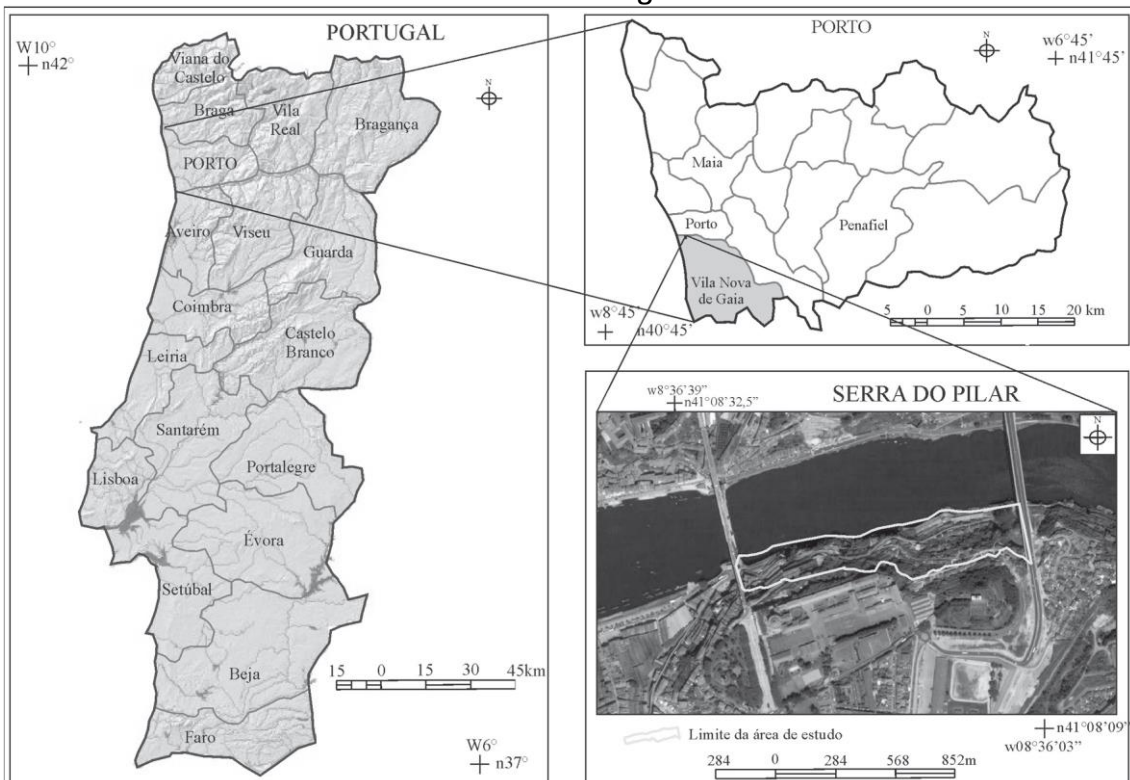 PORTUGAL
W10°
n42°
N
Viana do
Castelo
Braga
Vila
Real
Bragança
PORTO
Aveiro
Viseu
Guarda
Coimbra
Castelo
Branco
Leiria
Santarém
Lisboa
Portalegre
Évora
Setúbal
Beja
15 0 15 30 45km
Faro
W6°
n37°
PORTO
N
w6°45'
n41°45'
Maia
Porto
Penafiel
Vila Nova
de Gaia
w8°45'
n40°45'
5 0 5 10 15 20 km
SERRA DO PILAR
w8°36'39"
n41°08'32,5"
N
Limite da área de estudo
n41°08'09"
w08°36'03"
284 0 284 568 852m